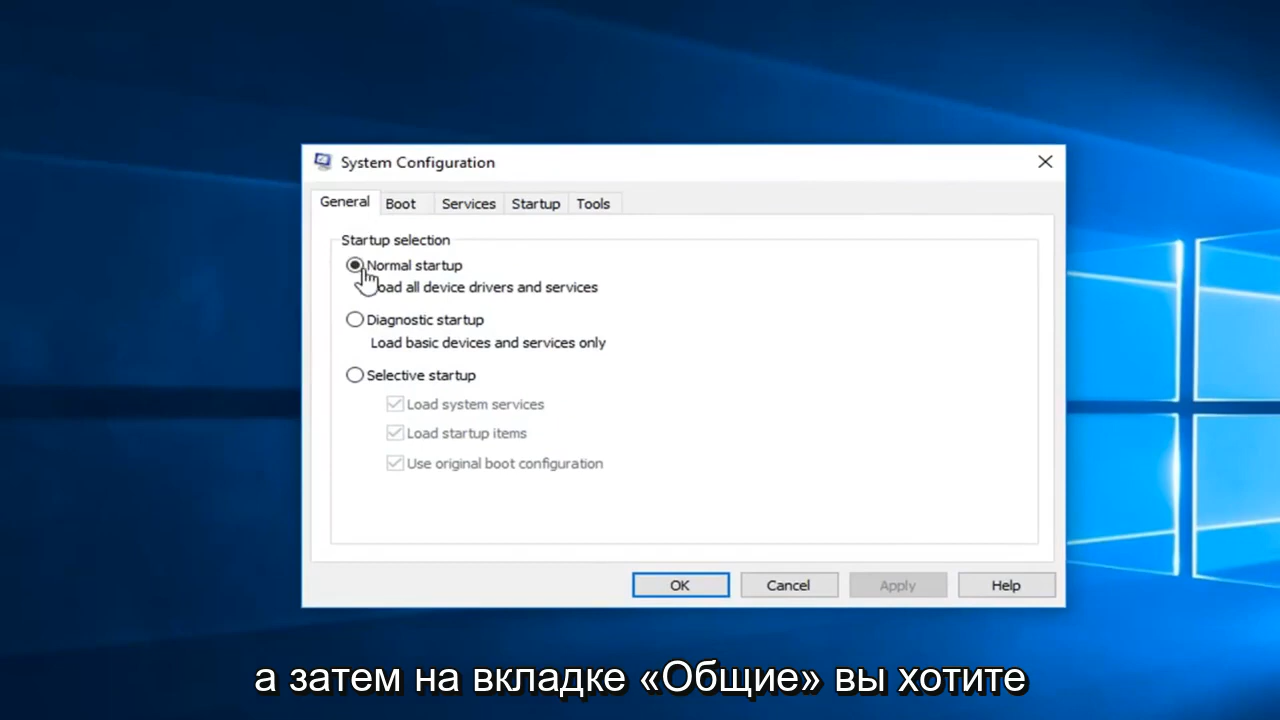 System Configuration
General Boot Services Startup Tools
Startup selection
Normal startup
oad all device drivers and services
Diagnostic startup
Load basic devices and services only
Selective startup
Load system services
Load startup items
Use original boot configuration
OK Cancel Apply Help
а затем на вкладке «Общие» вы хотите